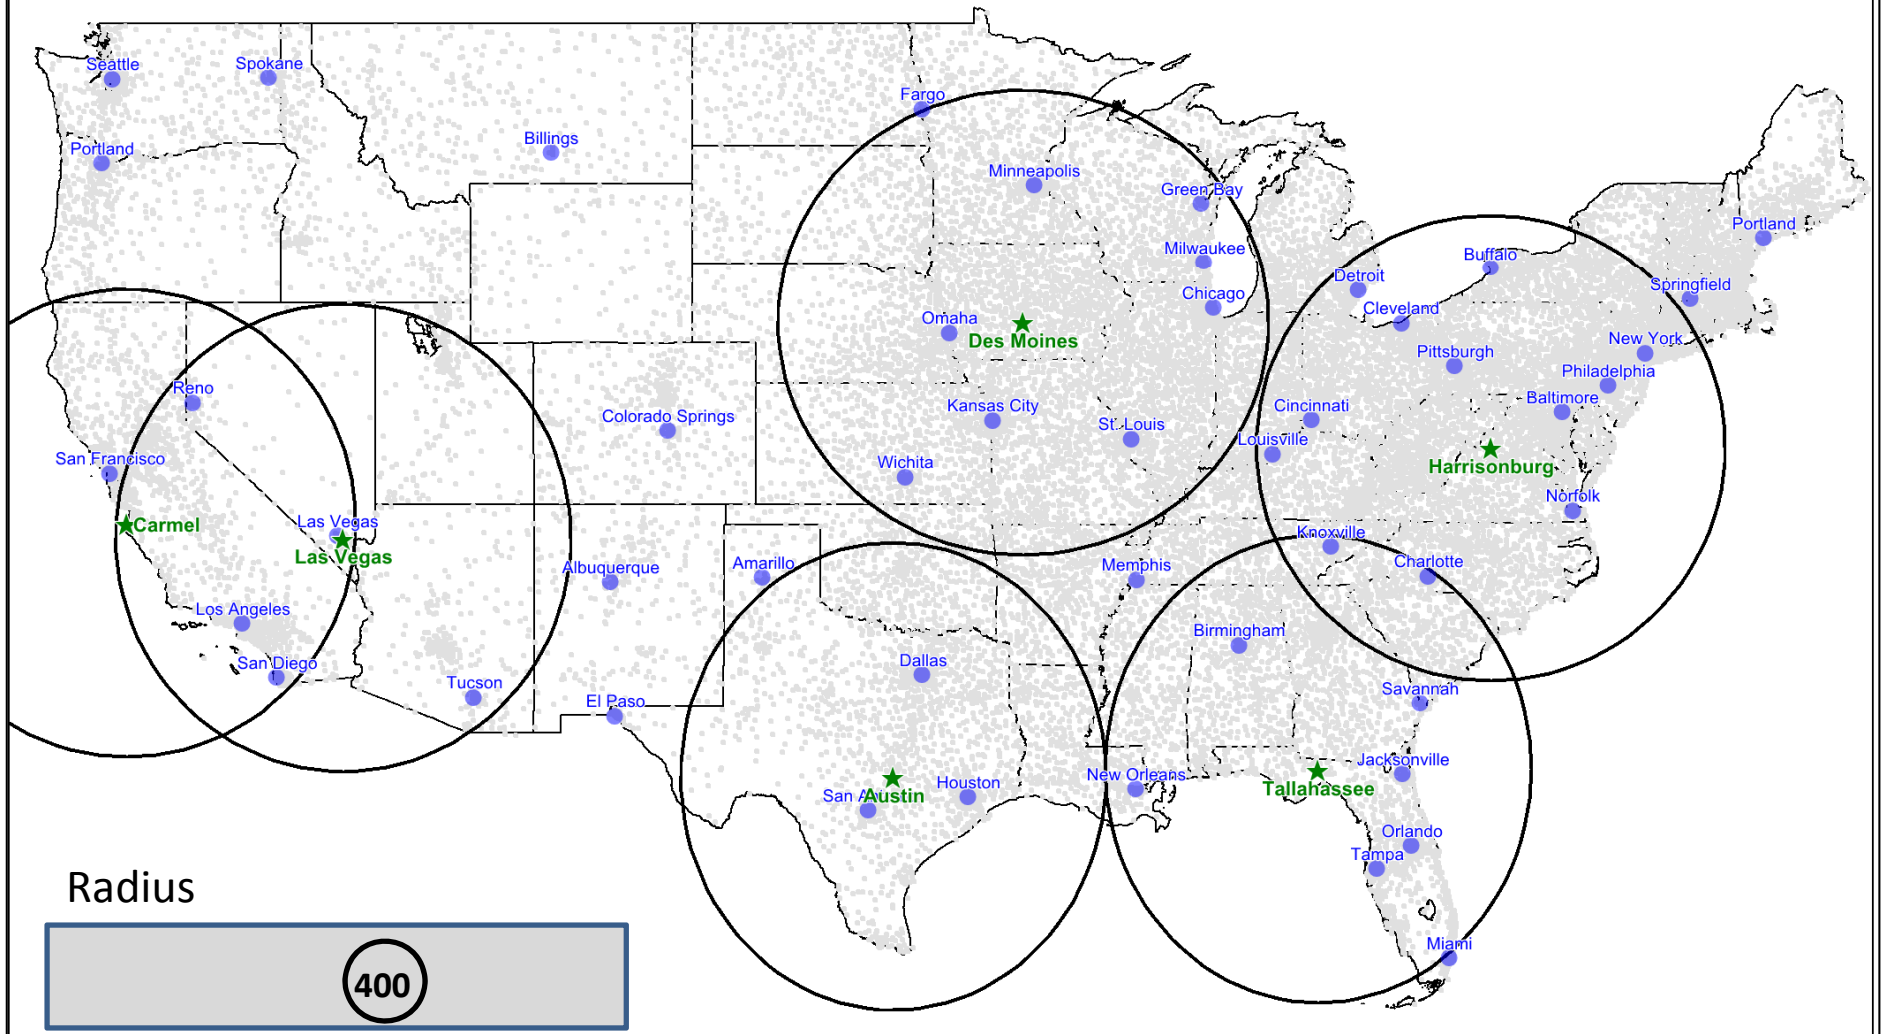 Seattle
Spokane
Fargo
Billings
Portland
Minneapolis
Green Bay
Portland
Milwaukee
Buffalo
Detroit
Springfield
Chicago
Cleveland
Omaha
Des Moines
New York
Pittsburgh
Philadelphia
Reno
Baltimore
Kansas City
Cincinnati
Colorado Springs
St. Louis
Louisville
San Francisco
Wichita
Harrisonburg
Norfolk
Carmel
Las Vegas
Knoxville
Las Vegas
Amarillo
Albuquerque
Memphis
Charlotte
Los Angeles
Birmingham
San Diego
Dallas
Tucson
Savannah
El Paso
Jacksonville
New Orleans
Houston
Tallahassee
San A
Austin
Orlando
Tampa
Radius
Miami
400